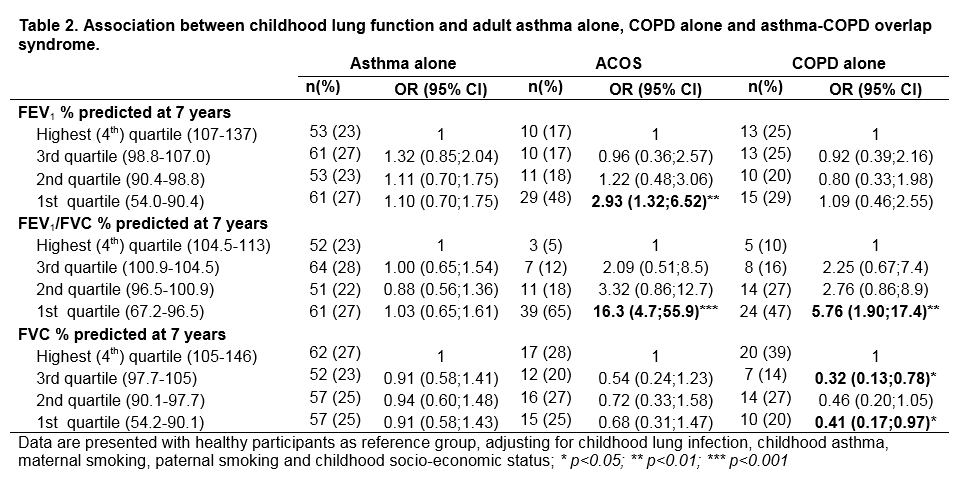 Table 2. Association between childhood lung function and adult asthma alone, COPD alone and asthma-COPD overlap
syndrome.
Asthma alone ACOS COPD alone
n(%) OR (95% CI) n(%) OR (95% CI) n(%) OR (95% CI)
FEV₁ % predicted at 7 years
Highest (4th) quartile (107-137) 53 (23) 1 10 (17) 1 13 (25) 1
3rd quartile (98.8-107.0) 61 (27) 1.32 (0.85;2.04) 10 (17) 0.96 (0.36;2.57) 13 (25) 0.92 (0.39;2.16)
2nd quartile (90.4-98.8) 53 (23) 1.11 (0.70;1.75) 11 (18) 1.22 (0.48;3.06) 10 (20) 0.80 (0.33;1.98)
1st quartile (54.0-90.4) 61 (27) 1.10 (0.70;1.75) 29 (48) 2.93 (1.32;6.52)** 15 (29) 1.09 (0.46;2.55)
FEV₁/FVC % predicted at 7 years
Highest (4th) quartile (104.5-113) 52 (23) 1 3 (5) 1 5 (10) 1
3rd quartile (100.9-104.5) 64 (28) 1.00 (0.65;1.54) 7 (12) 2.09 (0.51;8.5) 8 (16) 2.25 (0.67;7.4)
2nd quartile (96.5-100.9) 51 (22) 0.88 (0.56;1.36) 11 (18) 3.32 (0.86;12.7) 14 (27) 2.76 (0.86;8.9)
1st quartile (67.2-96.5) 61 (27) 1.03 (0.65;1.61) 39 (65) 16.3 (4.7;55.9)*** 24 (47) 5.76 (1.90;17.4)**
FVC % predicted at 7 years
Highest (4th) quartile (105-146) 62 (27) 1 17 (28) 1 20 (39) 1
3rd quartile (97.7-105) 52 (23) 0.91 (0.58;1.41) 12 (20) 0.54 (0.24;1.23) 7 (14) 0.32 (0.13;0.78)*
2nd quartile (90.1-97.7) 57 (25) 0.94 (0.60;1.48) 16 (27) 0.72 (0.33;1.58) 14 (27) 0.46 (0.20;1.05)
1st quartile (54.2-90.1) 57 (25) 0.91 (0.58;1.43) 15 (25) 0.68 (0.31;1.47) 10 (20) 0.41 (0.17;0.97)*
Data are presented with healthy participants as reference group, adjusting for childhood lung infection, childhood asthma,
maternal smoking, paternal smoking and childhood socio-economic status; * p<0.05; ** p<0.01; *** p<0.001